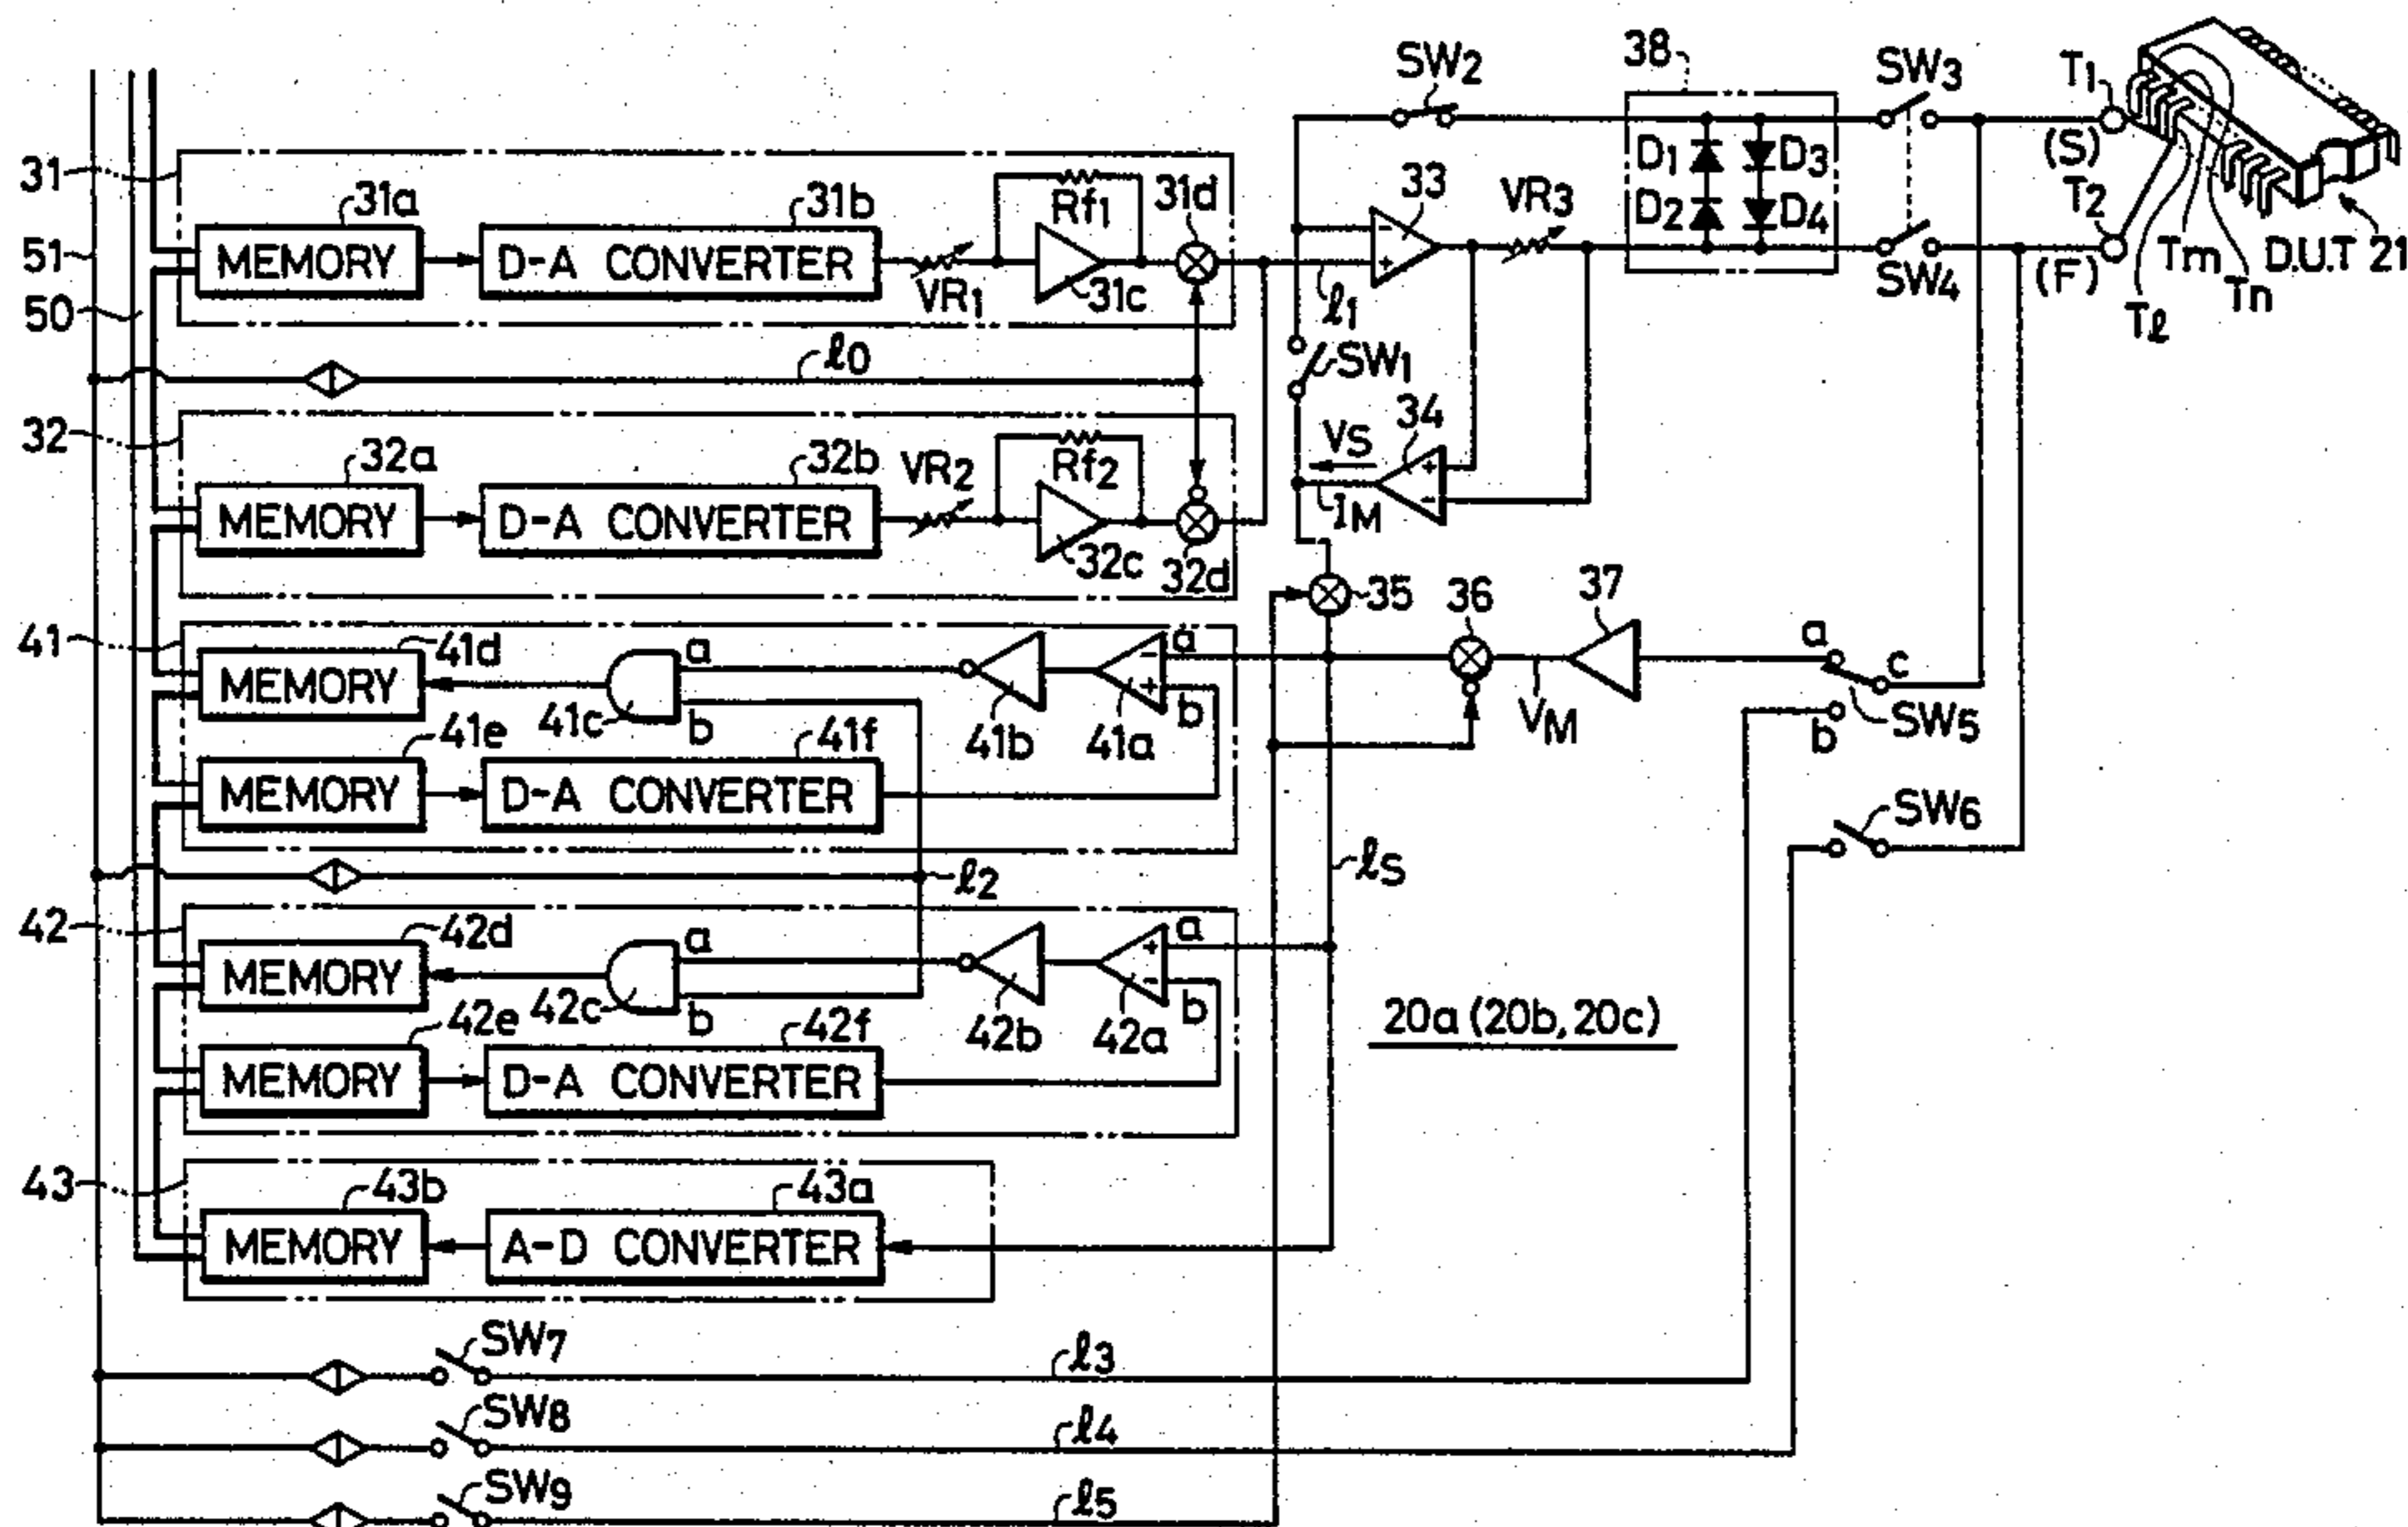 SW2
38
SW3
T1
(S)
31
31a
31b
Rf1
31d
33
VR3
D1
D3
D2
D4
T2
51
MEMORY
D-A CONVERTER
VR1
31c
l1
SW4
(F)
Tm
Tn
D.U.T 21
Tl
50
l0
SW1
32
32a
32b
VR2
Rf2
VS
34
IM
MEMORY
D-A CONVERTER
32c
32d
35
36
37
41
41d
a
a
a
c
MEMORY
41c
b
41b
41a
b
VM
b
SW5
41e
41f
MEMORY
D-A CONVERTER
SW6
l2
lS
42
42d
a
a
MEMORY
42c
b
42b
42a
b
42e
42f
20a (20b, 20c)
MEMORY
D-A CONVERTER
43
43b
43a
MEMORY
A-D CONVERTER
SW7
l3
SW8
l4
SW9
l5